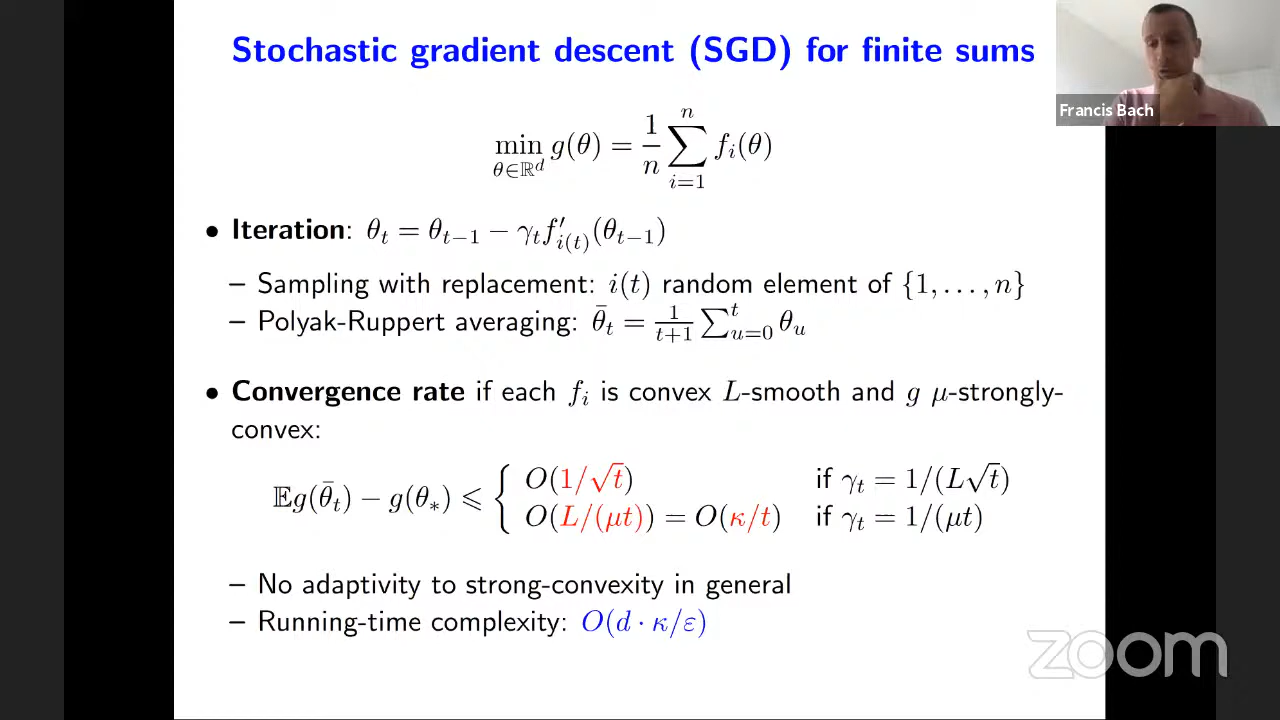 Stochastic gradient descent (SGD) for finite sums
Francis Bach
min_{θ∈ℝ^d} g(θ) = 1/n ∑_{i=1}^{n} f_i(θ)
• Iteration: θ_t = θ_{t−1} − γ_t f′_{i(t)}(θ_{t−1})
– Sampling with replacement: i(t) random element of {1, . . . , n}
– Polyak-Ruppert averaging: θ̄_t = 1/(t+1) ∑_{u=0}^{t} θ_u
• Convergence rate if each f_i is convex L-smooth and g μ-strongly-
convex:
𝔼g(θ̄_t) − g(θ_*) ⩽ { O(1/√t) if γ_t = 1/(L√t)
O(L/(μt)) = O(κ/t) if γ_t = 1/(μt)
– No adaptivity to strong-convexity in general
– Running-time complexity: O(d · κ/ε)
zoom